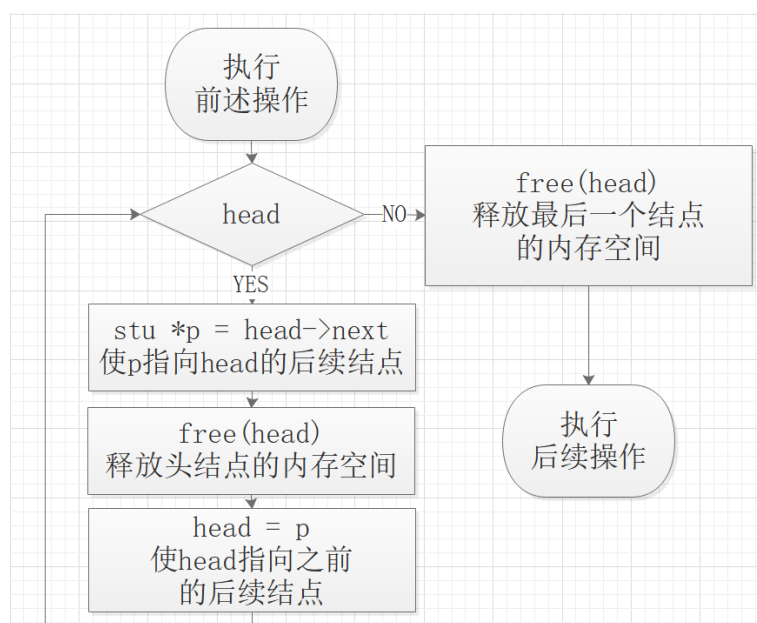 执行
前述操作
head
NO
free(head)
释放最后一个结点
的内存空间
YES
stu *p = head->next
使p指向head的后续结点
free(head)
释放头结点的内存空间
执行
后续操作
head = p
使head指向之前
的后续结点